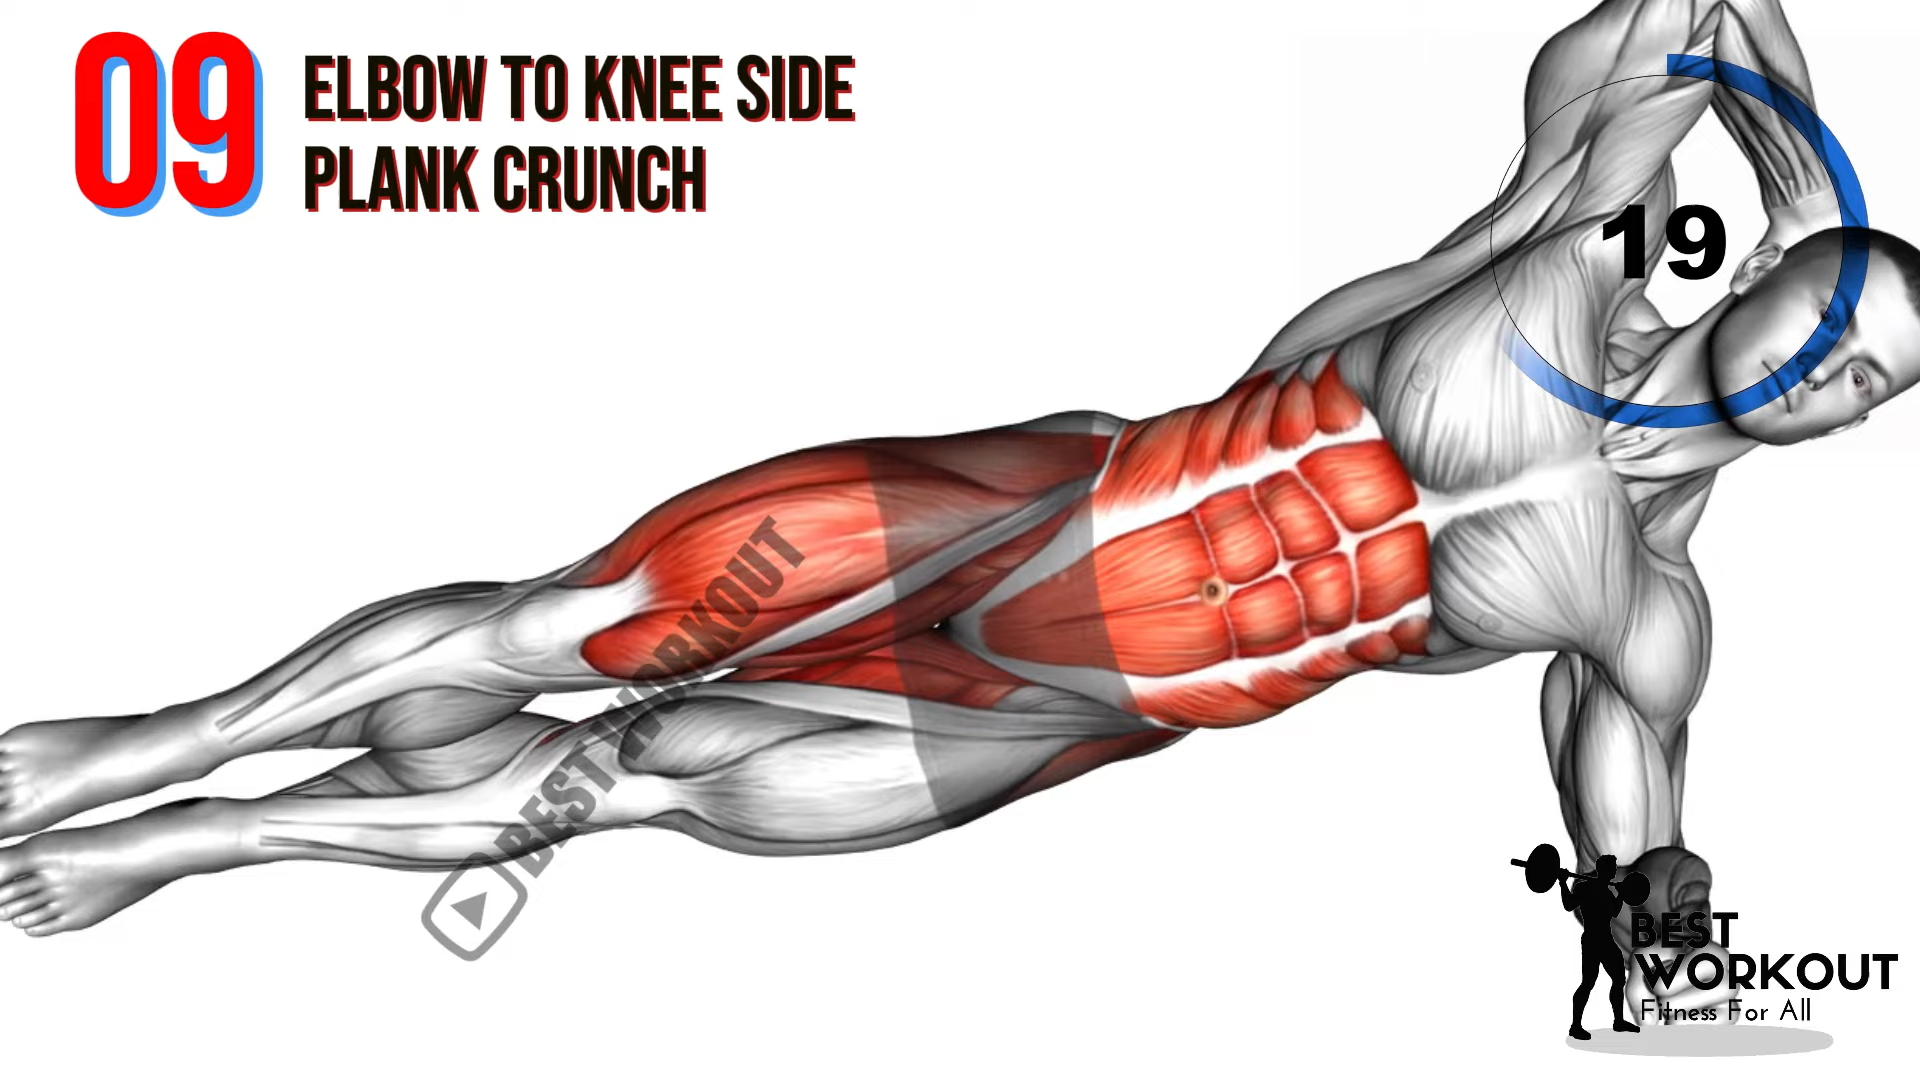 09
ELBOW TO KNEE SIDE
PLANK CRUNCH
19
BEST WORKOUT
BEST
WORKOUT
Fitness For All